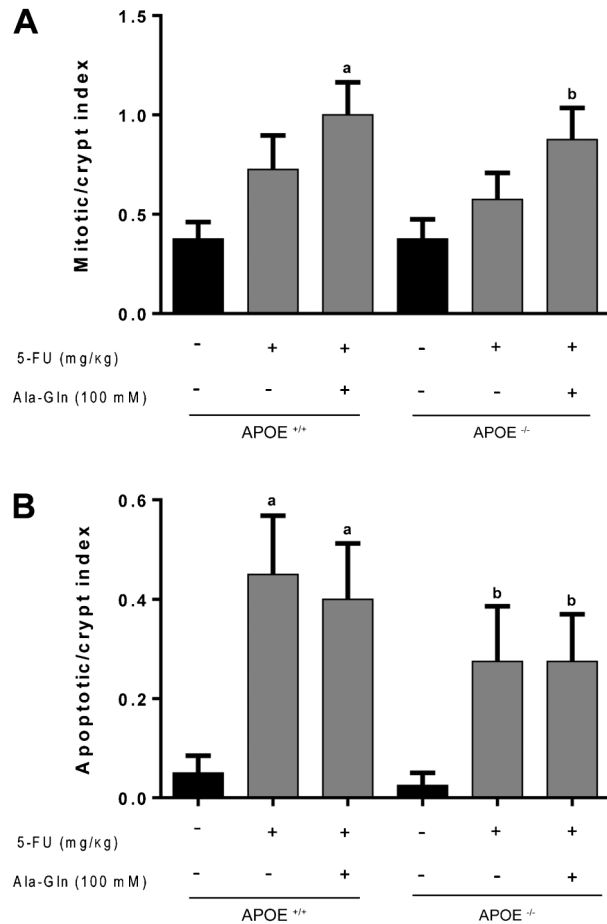 A
Mitotic/crypt index
1.5
1.0
0.5
0.0
a
b
5-FU (mg/кg)
- + + - + +
Ala-Gln (100 mM)
- - + - - +
APOE +/+
APOE -/-
B
Apoptotic/crypt index
0.6
0.4
0.2
0.0
a
a
b
b
5-FU (mg/кg)
- + + - + +
Ala-Gln (100 mM)
- - + - - +
APOE +/+
APOE -/-